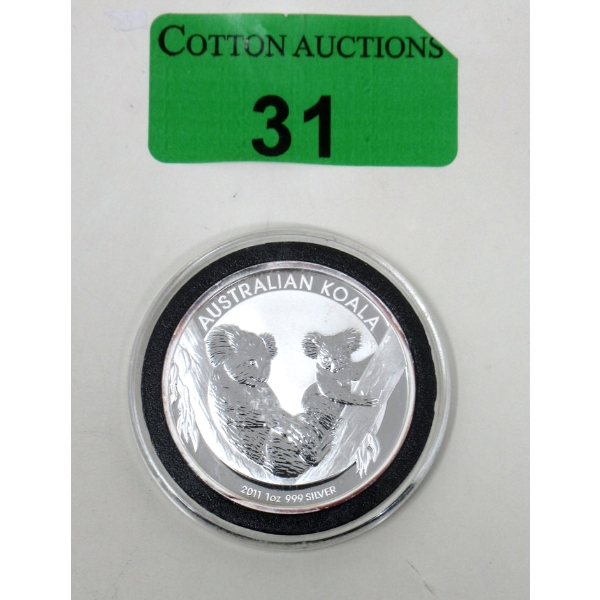 COTTON AUCTIONS
31
AUSTRALIAN KOALA
2011 1oz 999 SILVER